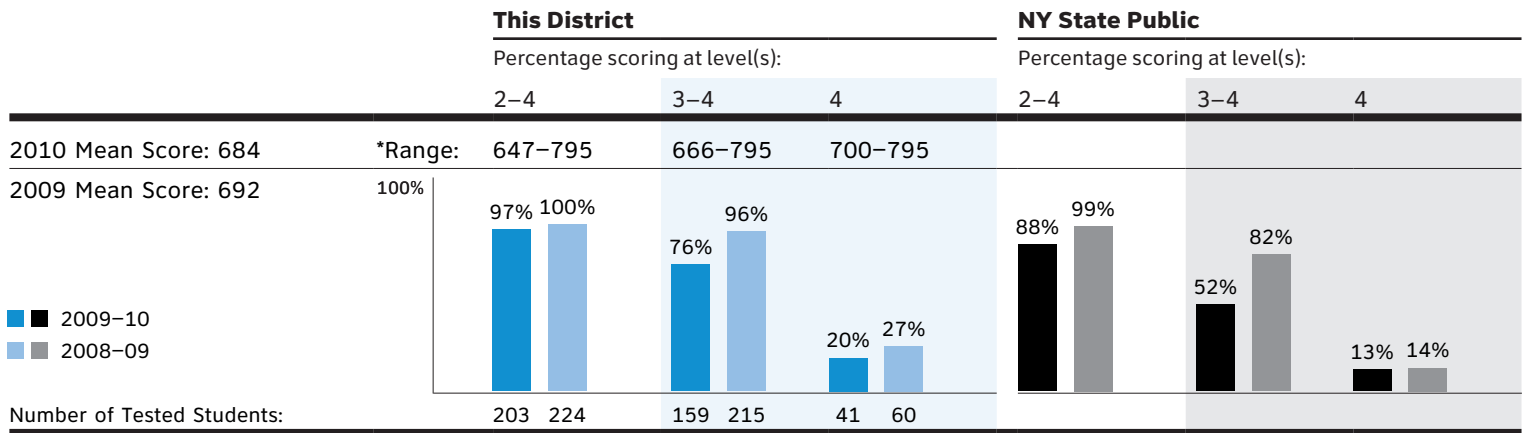 This District NY State Public
Percentage scoring at level(s): Percentage scoring at level(s):
2–4 3–4 4 2–4 3–4 4
2010 Mean Score: 684 *Range: 647–795 666–795 700–795
2009 Mean Score: 692 100%
97% 100% 76% 96% 20% 27% 88% 99% 52% 82% 13% 14%
2009–10
2008–09
Number of Tested Students: 203 224 159 215 41 60